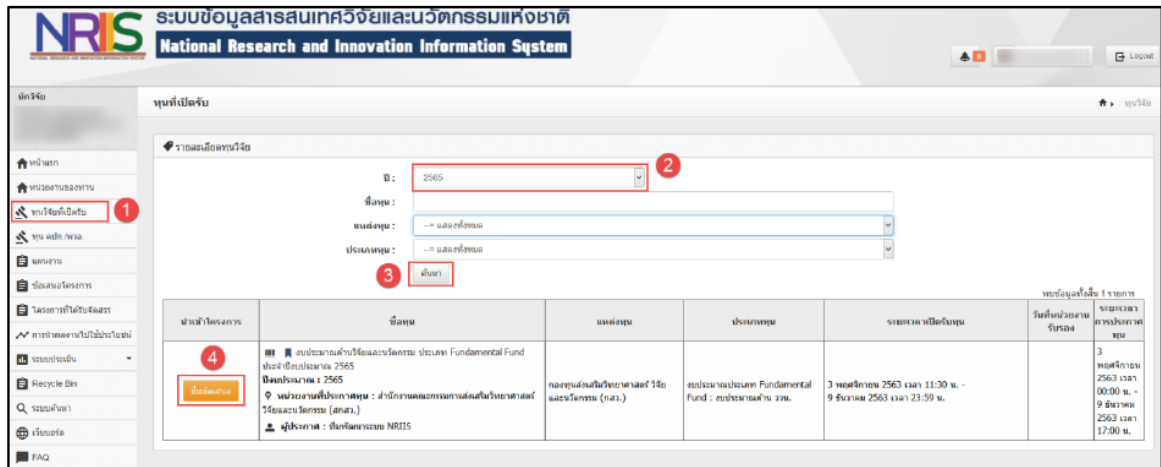 NRIIS
ระบบข้อมูลสารสนเทศวิจัยและนวัตกรรมแห่งชาติ
National Research and Innovation Information System
0
Logout
นักวิจัย
ทุนที่เปิดรับ
ทุนวิจัย
รายละเอียดทุนวิจัย
หน้าแรก
หน่วยงานของท่าน
ทุนวิจัยที่เปิดรับ
1
ทุน คปก./พวอ.
แผนงาน
ข้อเสนอโครงการ
โครงการที่ได้รับจัดสรร
การนำผลงานไปใช้ประโยชน์
ระบบประเมิน
Recycle Bin
ระบบค้นหา
เว็บบอร์ด
FAQ
ปี :
2565
2
ชื่อทุน :
แหล่งทุน :
--= แสดงทั้งหมด
ประเภททุน :
--= แสดงทั้งหมด
3
ค้นหา
พบข้อมูลทั้งสิ้น 1 รายการ
นำเข้าโครงการ
ชื่อทุน
แหล่งทุน
ประเภททุน
ระยะเวลาเปิดรับทุน
วันที่หน่วยงาน
รับรอง
ระยะเวลา
การประกาศ
ทุน
4
ยื่นข้อเสนอ
งบประมาณด้านวิจัยและนวัตกรรม ประเภท Fundamental Fund
ประจำปีงบประมาณ 2565
ปีงบประมาณ : 2565
หน่วยงานที่ประกาศทุน : สำนักงานคณะกรรมการส่งเสริมวิทยาศาสตร์
วิจัยและนวัตกรรม (สกสว.)
ผู้ประกาศ : ทีมพัฒนาระบบ NRIIS
กองทุนส่งเสริมวิทยาศาสตร์ วิจัย
และนวัตกรรม (กสว.)
งบประมาณประเภท Fundamental
Fund : งบประมาณด้าน ววน.
3 พฤศจิกายน 2563 เวลา 11:30 น. -
9 ธันวาคม 2563 เวลา 23:59 น.
3
พฤศจิกายน
2563 เวลา
00:00 น. -
9 ธันวาคม
2563 เวลา
17:00 น.